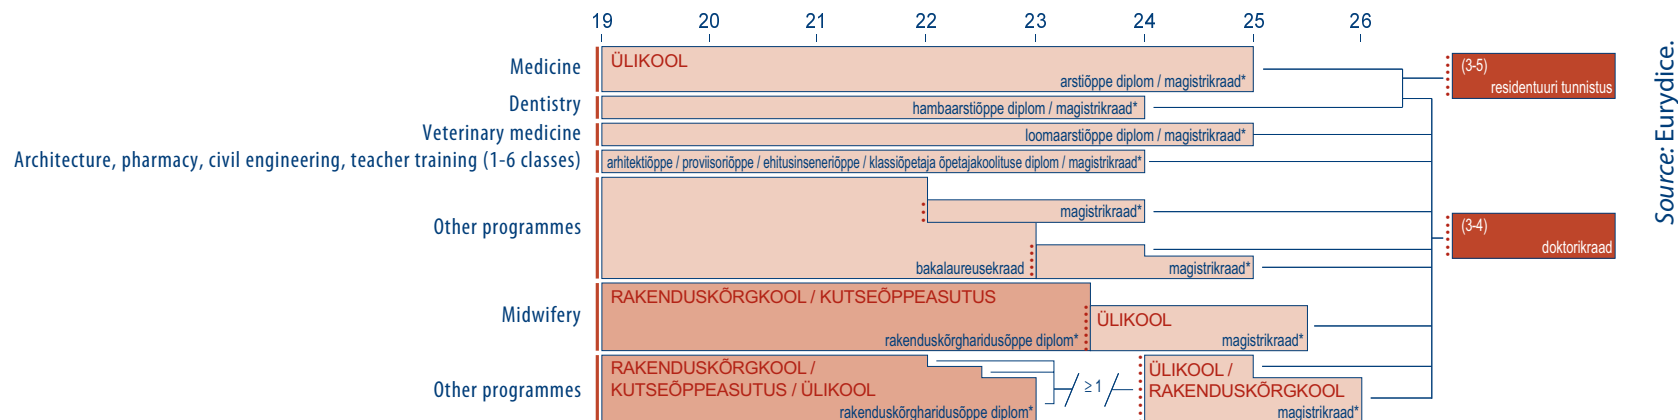 19 20 21 22 23 24 25 26
Medicine
ÜLIKOOL
arstiõppe diplom / magistrikraad*
(3-5)
residentuuri tunnistus
Dentistry
hambaarstiõppe diplom / magistrikraad*
Veterinary medicine
loomaarstiõppe diplom / magistrikraad*
Architecture, pharmacy, civil engineering, teacher training (1-6 classes)
arhitektiõppe / proviisoriõppe / ehitusinseneriõppe / klassiõpetaja õpetajakoolituse diplom / magistrikraad*
Other programmes
magistrikraad*
bakalaureusekraad
magistrikraad*
(3-4)
doktorikraad
Midwifery
RAKENDUSKÕRGKOOL / KUTSEÕPPEASUTUS
rakenduskõrgharidusõppe diplom*
ÜLIKOOL
magistrikraad*
Other programmes
RAKENDUSKÕRGKOOL /
KUTSEÕPPEASUTUS / ÜLIKOOL
rakenduskõrgharidusõppe diplom*
≥ 1
ÜLIKOOL /
RAKENDUSKÕRGKOOL
magistrikraad*
Source: Eurydice.